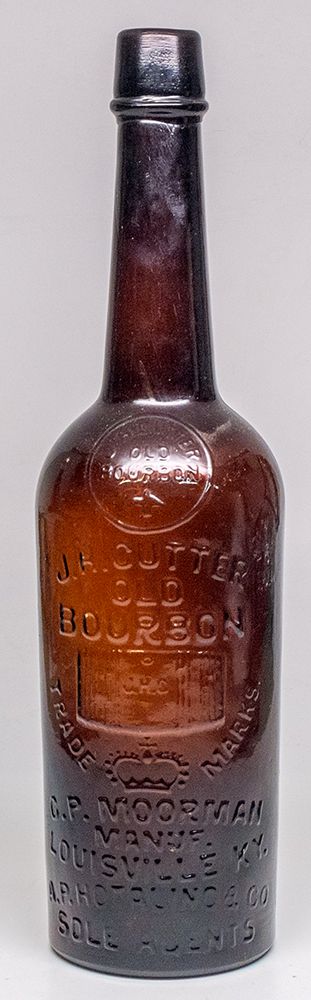 OLD
BOURBON
J.H. CUTTER
OLD
BOURBON
J.H.C
TRADE MARKS.
C.P. MOORMAN
MANUF.
LOUISVILLE KY.
A.P. HOTALING & CO
SOLE AGENTS